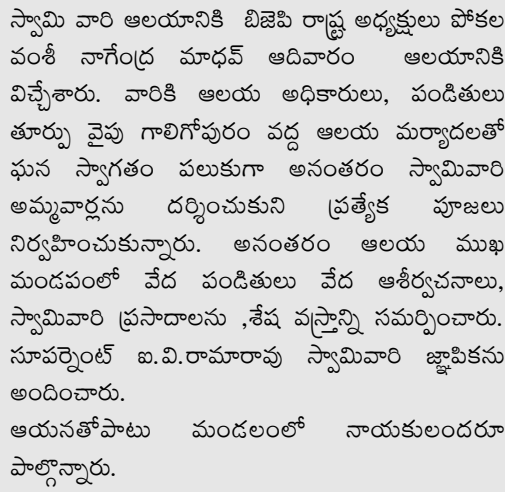 స్వామి వారి ఆలయానికి బిజెపి రాష్ట్ర అధ్యక్షులు పోకల
వంశీ నాగేంద్ర మాధవ్ ఆదివారం ఆలయానికి
విచ్చేశారు. వారికి ఆలయ అధికారులు, పండితులు
తూర్పు వైపు గాలిగోపురం వద్ద ఆలయ మర్యాదలతో
ఘన స్వాగతం పలుకుగా అనంతరం స్వామివారి
అమ్మవార్లను దర్శించుకుని ప్రత్యేక పూజలు
నిర్వహించుకున్నారు. అనంతరం ఆలయ ముఖ
మండపంలో వేద పండితులు వేద ఆశీర్వచనాలు,
స్వామివారి ప్రసాదాలను ,శేష వస్త్రాన్ని సమర్పించారు.
సూపర్నెంట్ ఐ.వి.రామారావు స్వామివారి జ్ఞాపికను
అందించారు.
ఆయనతోపాటు మండలంలో నాయకులందరూ
పాల్గొన్నారు.